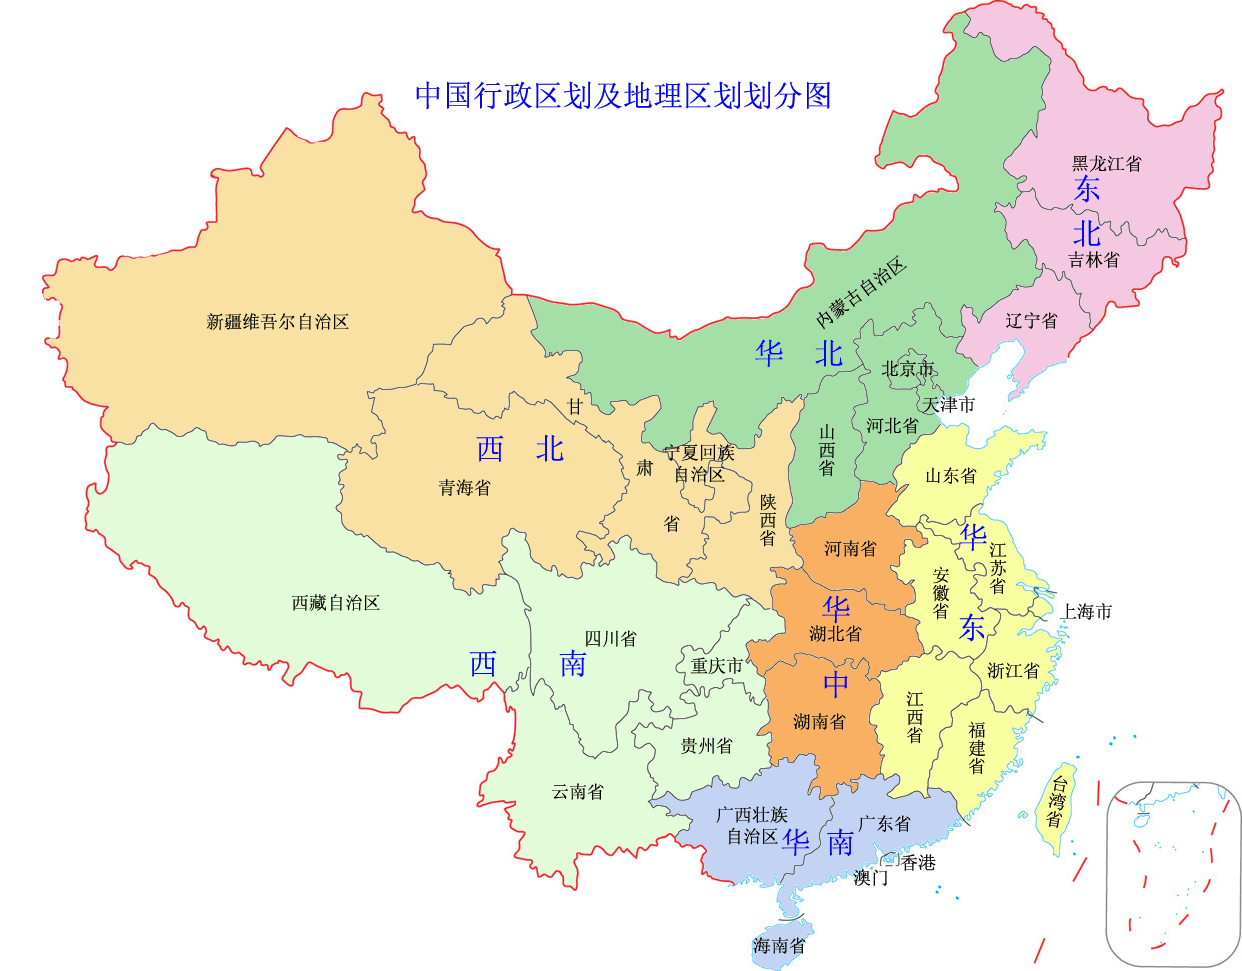 中国行政区划及地理区划划分图
黑龙江省
东
北
吉林省
辽宁省
内蒙古自治区
华 北
北京市
天津市
河北省
山西省
新疆维吾尔自治区
甘
肃
省
西 北
青海省
宁夏回族
自治区
陕西省
山东省
华
东
江苏省
安徽省
上海市
浙江省
江西省
福建省
台湾省
河南省
华
湖北省
中
湖南省
西藏自治区
四川省
西 南
重庆市
贵州省
云南省
广西壮族
自治区
华 南
广东省
香港
澳门
海南省